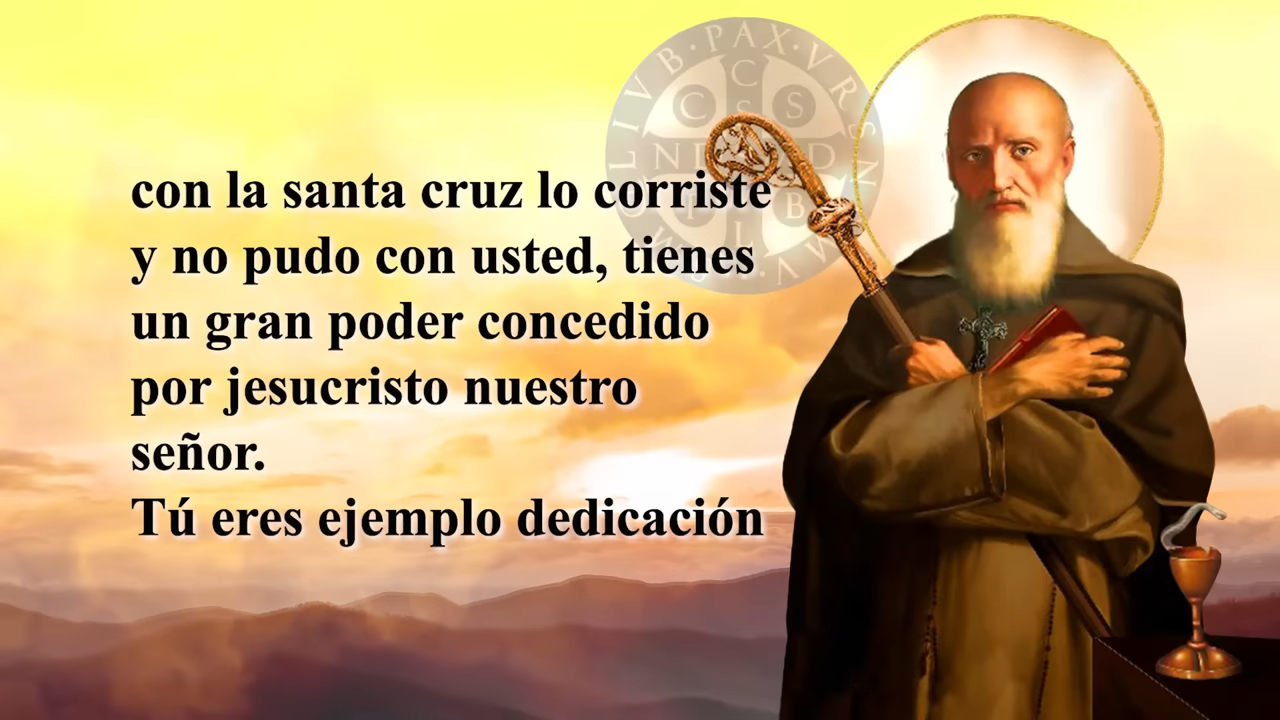 con la santa cruz lo corriste
y no pudo con usted, tienes
un gran poder concedido
por jesucristo nuestro
señor.
Tú eres ejemplo dedicación
PAX
C
C S S
N D D